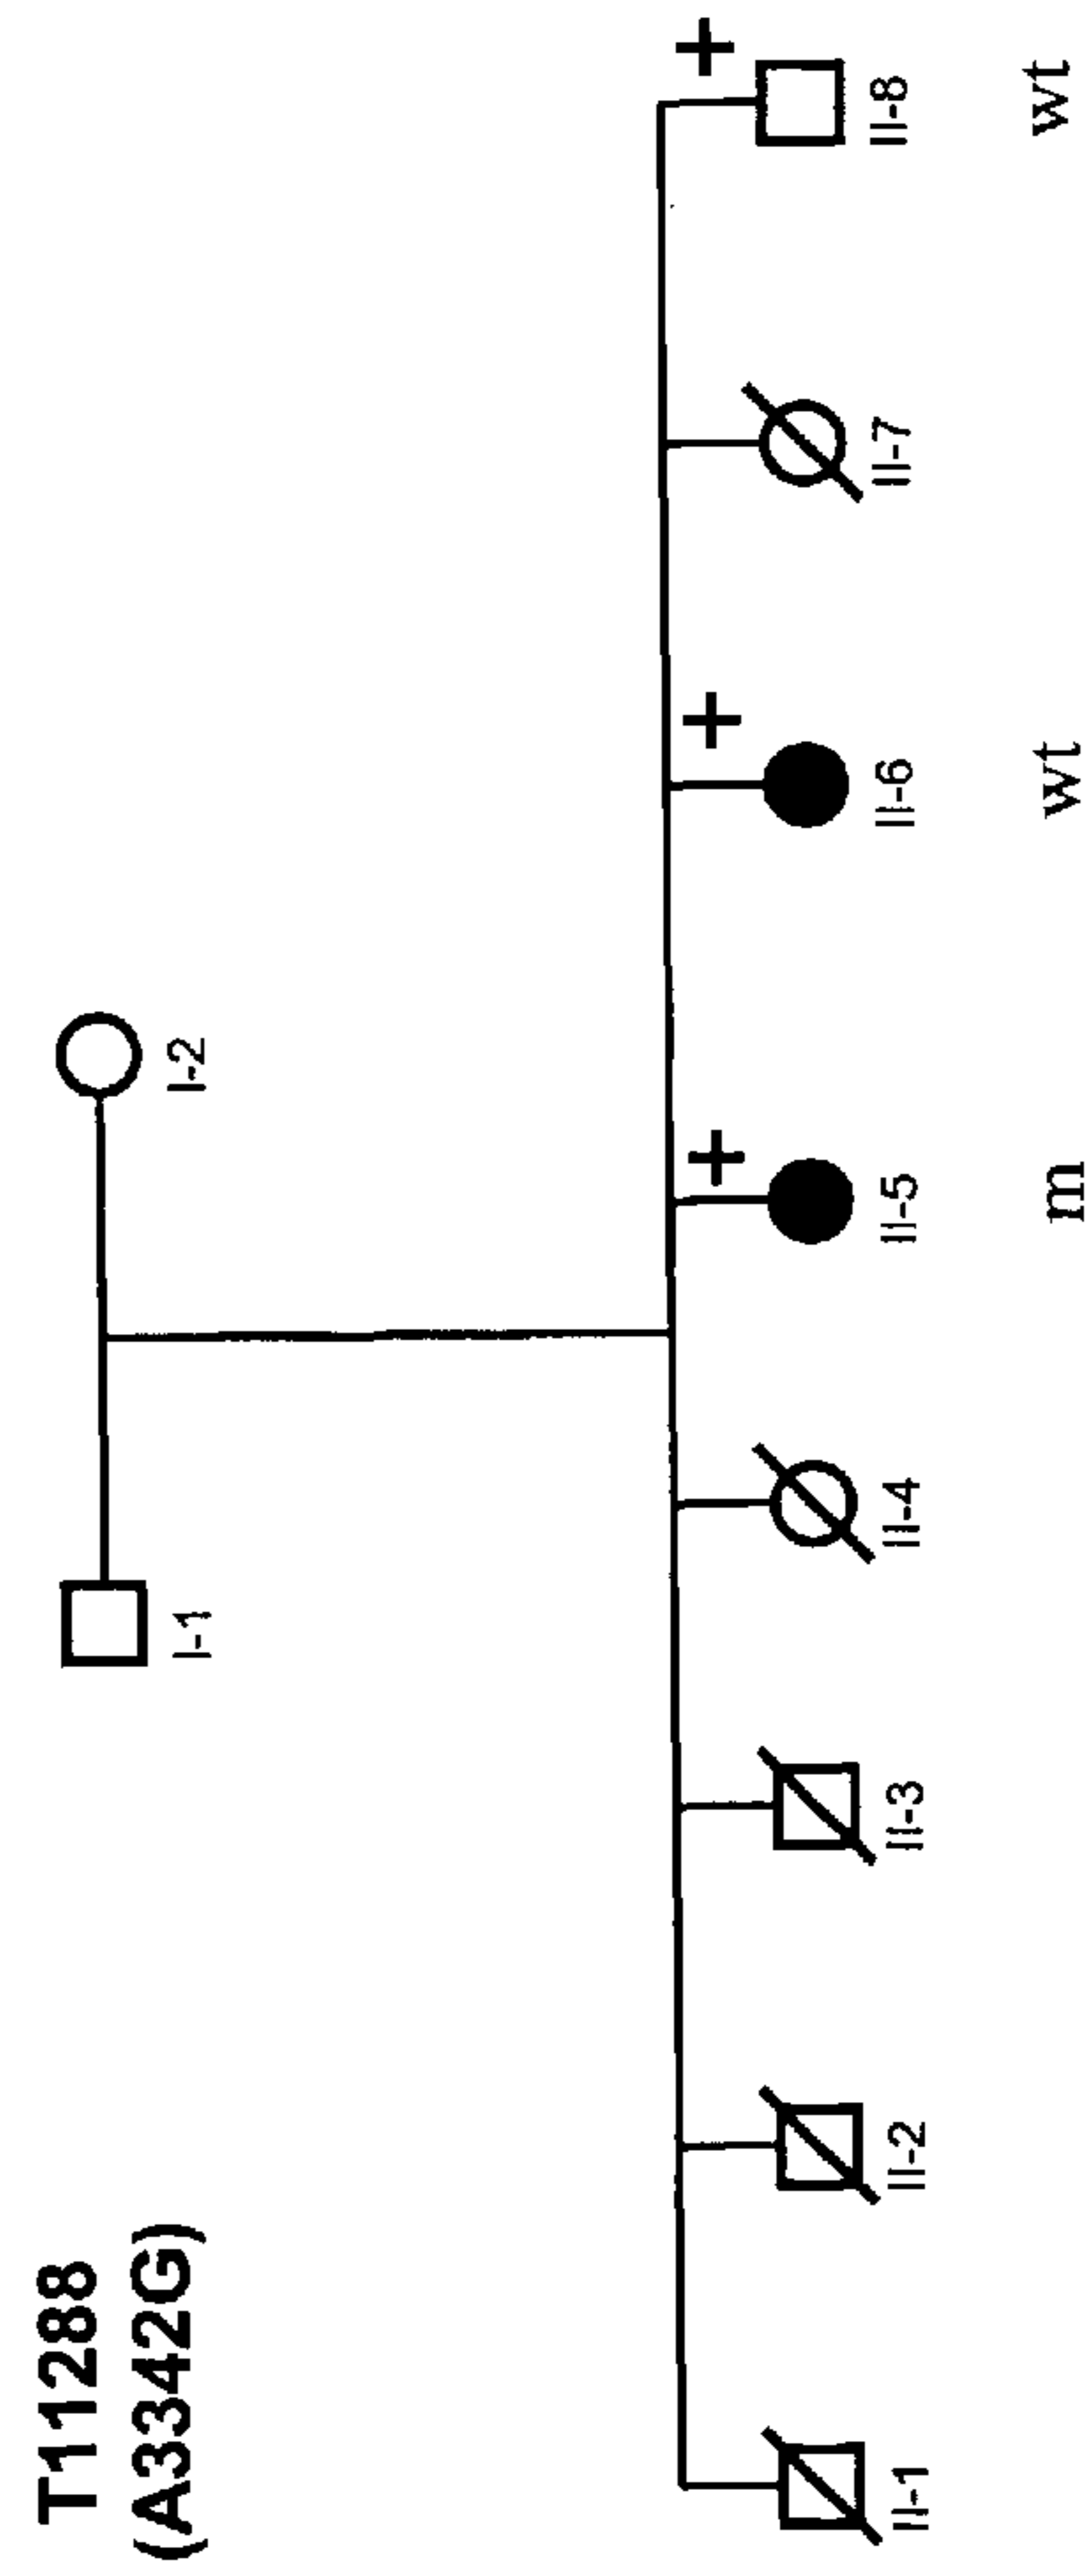 T11288
(A3342G)
I-1 I-2
+ + +
II-1 II-2 II-3 II-4 II-5 II-6 II-7 II-8
m wt wt